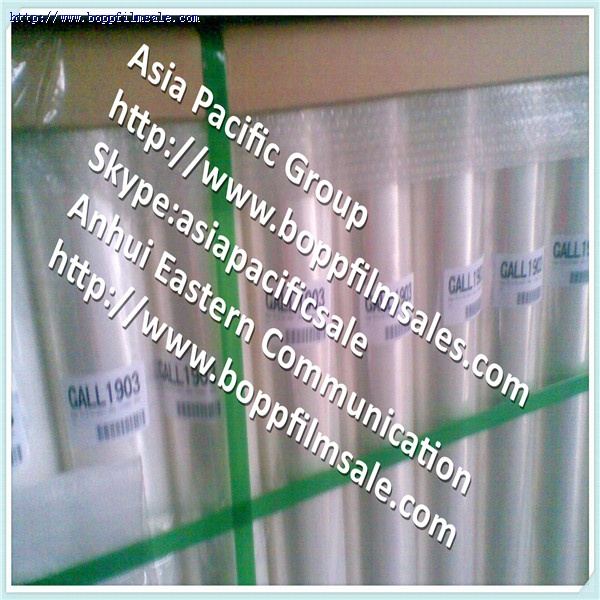 http://www.boppfilmsale.com
Asia Pacific Group
http://www.boppfilmsales.com
Skype:asiapacificsale
Anhui Eastern Communication
http://www.boppfilmsale.com
GALL1903
GALL1903
GALL1903
GALL1903
GALL1903